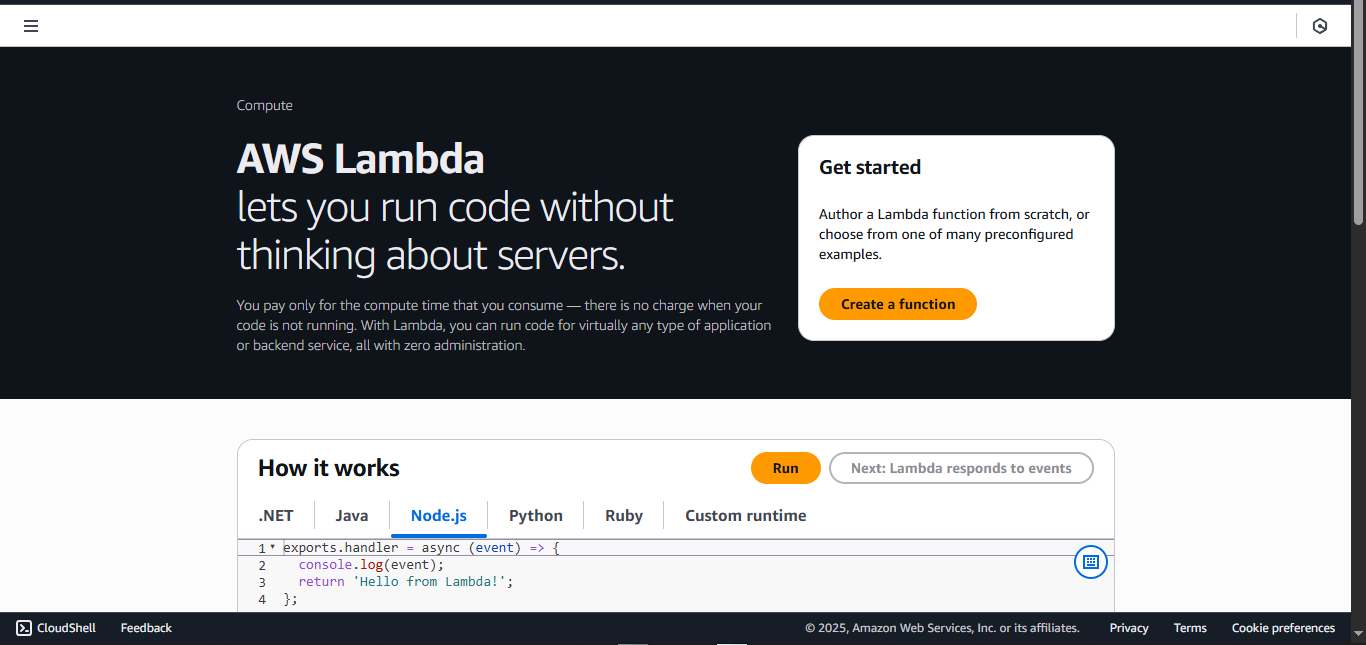 Compute
AWS Lambda
lets you run code without
thinking about servers.
You pay only for the compute time that you consume — there is no charge when your
code is not running. With Lambda, you can run code for virtually any type of application
or backend service, all with zero administration.
Get started
Author a Lambda function from scratch, or
choose from one of many preconfigured
examples.
Create a function
How it works
Run
Next: Lambda responds to events
.NET
Java
Node.js
Python
Ruby
Custom runtime
1 exports.handler = async (event) => {
2 console.log(event);
3 return 'Hello from Lambda!';
4 };
CloudShell
Feedback
© 2025, Amazon Web Services, Inc. or its affiliates.
Privacy
Terms
Cookie preferences